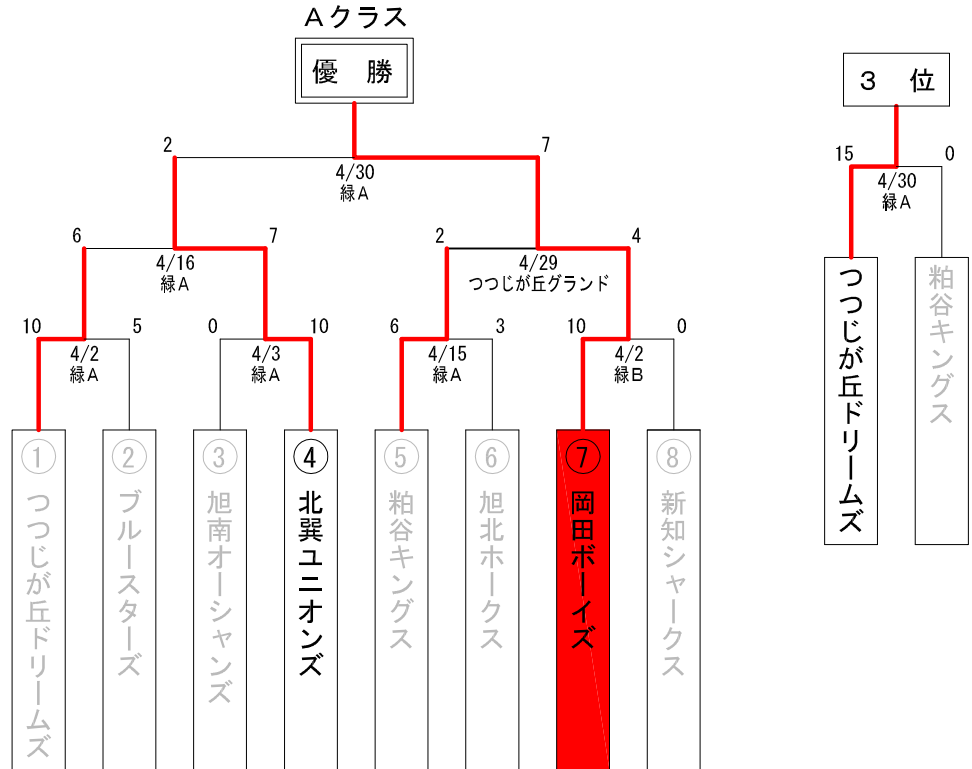 Aクラス
優 勝
2
7
4/30
緑A
6
7
4/16
緑A
2
4
4/29
つつじが丘グランド
10
5
4/2
緑A
0
10
4/3
緑A
6
3
4/15
緑A
10
0
4/2
緑B
① つつじが丘ドリームズ
② ブルースターズ
③ 旭南オーシャンズ
④ 北巽ユニオンズ
⑤ 粕谷キングス
⑥ 旭北ホークス
⑦ 岡田ボーイズ
⑧ 新知シャークス
3 位
15
0
4/30
緑A
つつじが丘ドリームズ
粕谷キングス